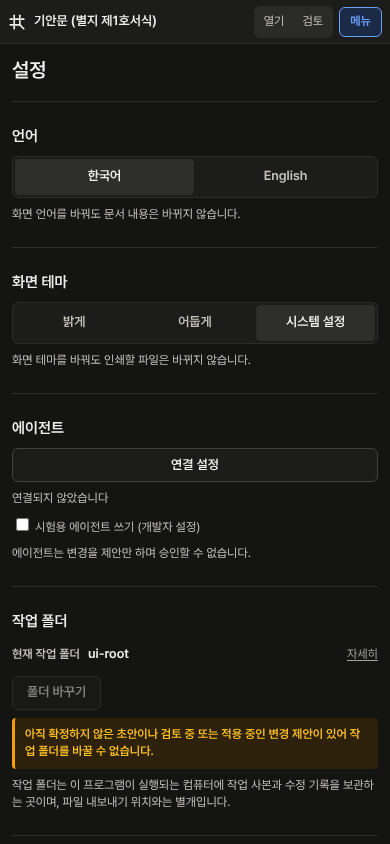 기안문 (별지 제1호서식)
열기
검토
메뉴
설정
언어
한국어
English
화면 언어를 바꿔도 문서 내용은 바뀌지 않습니다.
화면 테마
밝게
어둡게
시스템 설정
화면 테마를 바꿔도 인쇄할 파일은 바뀌지 않습니다.
에이전트
연결 설정
연결되지 않았습니다
시험용 에이전트 쓰기 (개발자 설정)
에이전트는 변경을 제안만 하며 승인할 수 없습니다.
작업 폴더
현재 작업 폴더 ui-root
자세히
폴더 바꾸기
아직 확정하지 않은 초안이나 검토 중 또는 적용 중인 변경 제안이 있어 작
업 폴더를 바꿀 수 없습니다.
작업 폴더는 이 프로그램이 실행되는 컴퓨터에 작업 사본과 수정 기록을 보관하
는 곳이며, 파일 내보내기 위치와는 별개입니다.